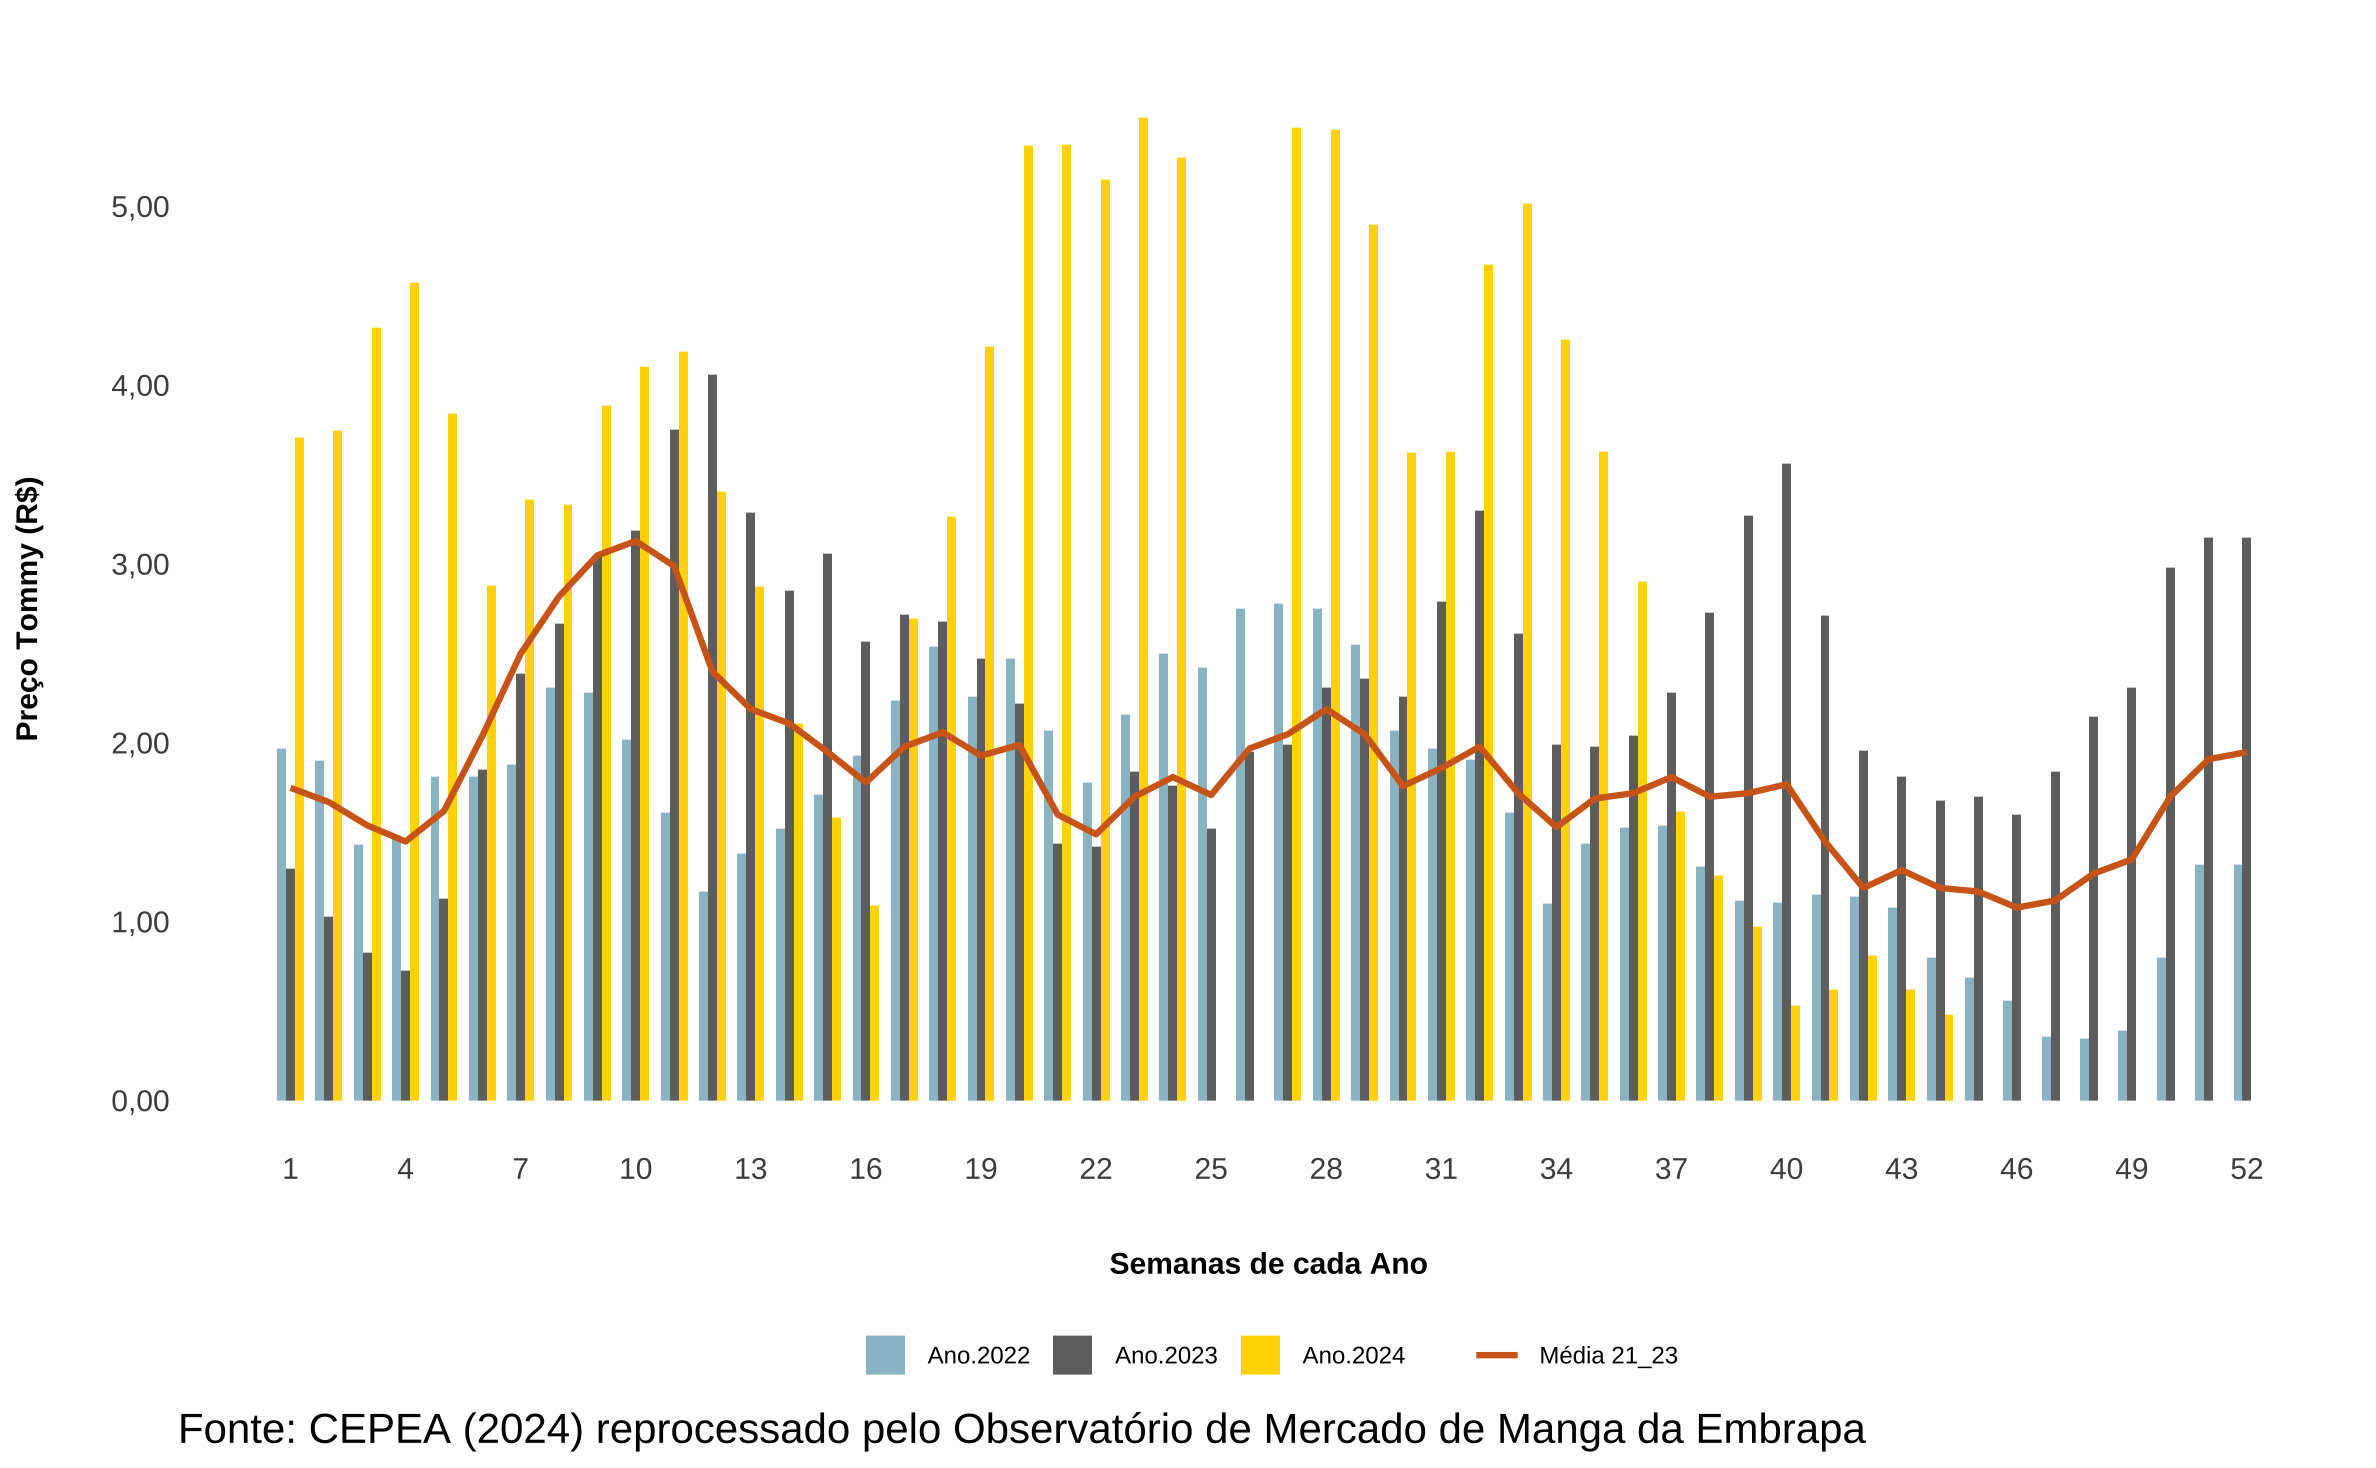 5,00
4,00
3,00
2,00
1,00
0,00
Preço Tommy (R$)
1 4 7 10 13 16 19 22 25 28 31 34 37 40 43 46 49 52
Semanas de cada Ano
Ano.2022 Ano.2023 Ano.2024 Média 21_23
Fonte: CEPEA (2024) reprocessado pelo Observatório de Mercado de Manga da Embrapa